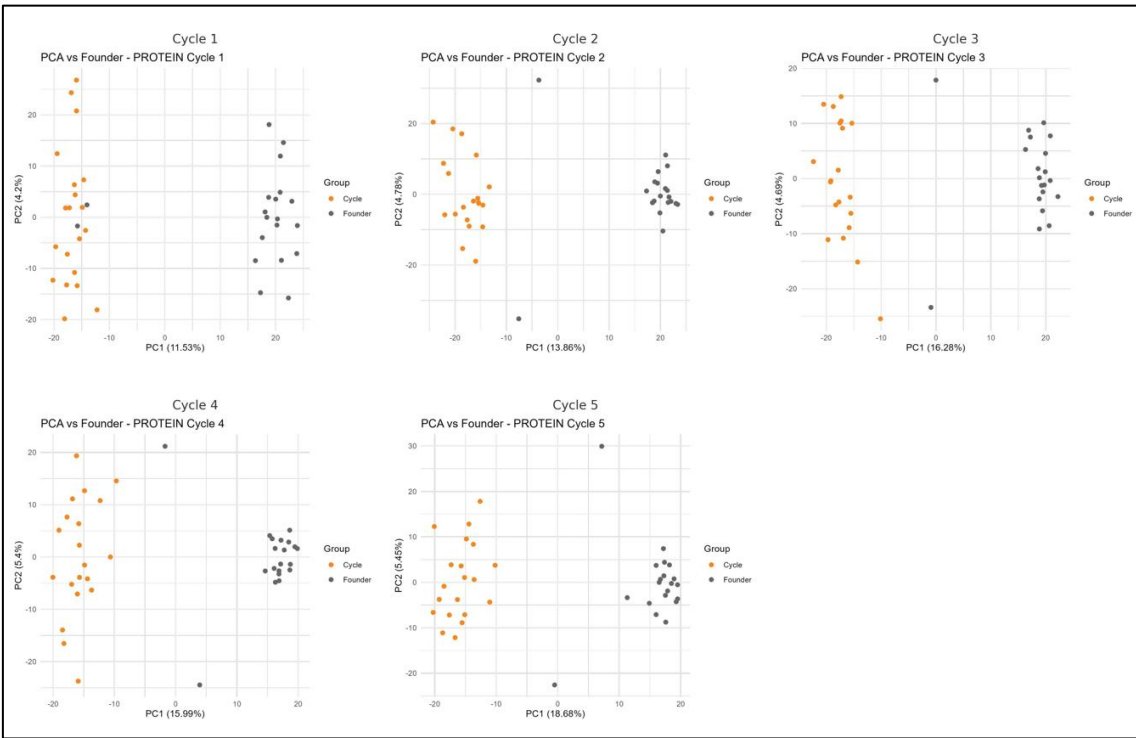 Cycle 1
PCA vs Founder - PROTEIN Cycle 1
20
10
0
-10
-20
PC2 (4.2%)
-20
-10
0
10
20
PC1 (11.53%)
Group
Cycle
Founder
Cycle 2
PCA vs Founder - PROTEIN Cycle 2
20
0
-20
PC2 (4.78%)
-20
-10
0
10
20
PC1 (13.86%)
Group
Cycle
Founder
Cycle 3
PCA vs Founder - PROTEIN Cycle 3
20
10
0
-10
-20
PC2 (4.69%)
-20
-10
0
10
20
PC1 (16.28%)
Group
Cycle
Founder
Cycle 4
PCA vs Founder - PROTEIN Cycle 4
20
10
0
-10
-20
PC2 (5.4%)
-20
-10
0
10
20
PC1 (15.99%)
Group
Cycle
Founder
Cycle 5
PCA vs Founder - PROTEIN Cycle 5
30
20
10
0
-10
-20
PC2 (5.45%)
-20
-10
0
10
20
PC1 (18.68%)
Group
Cycle
Founder